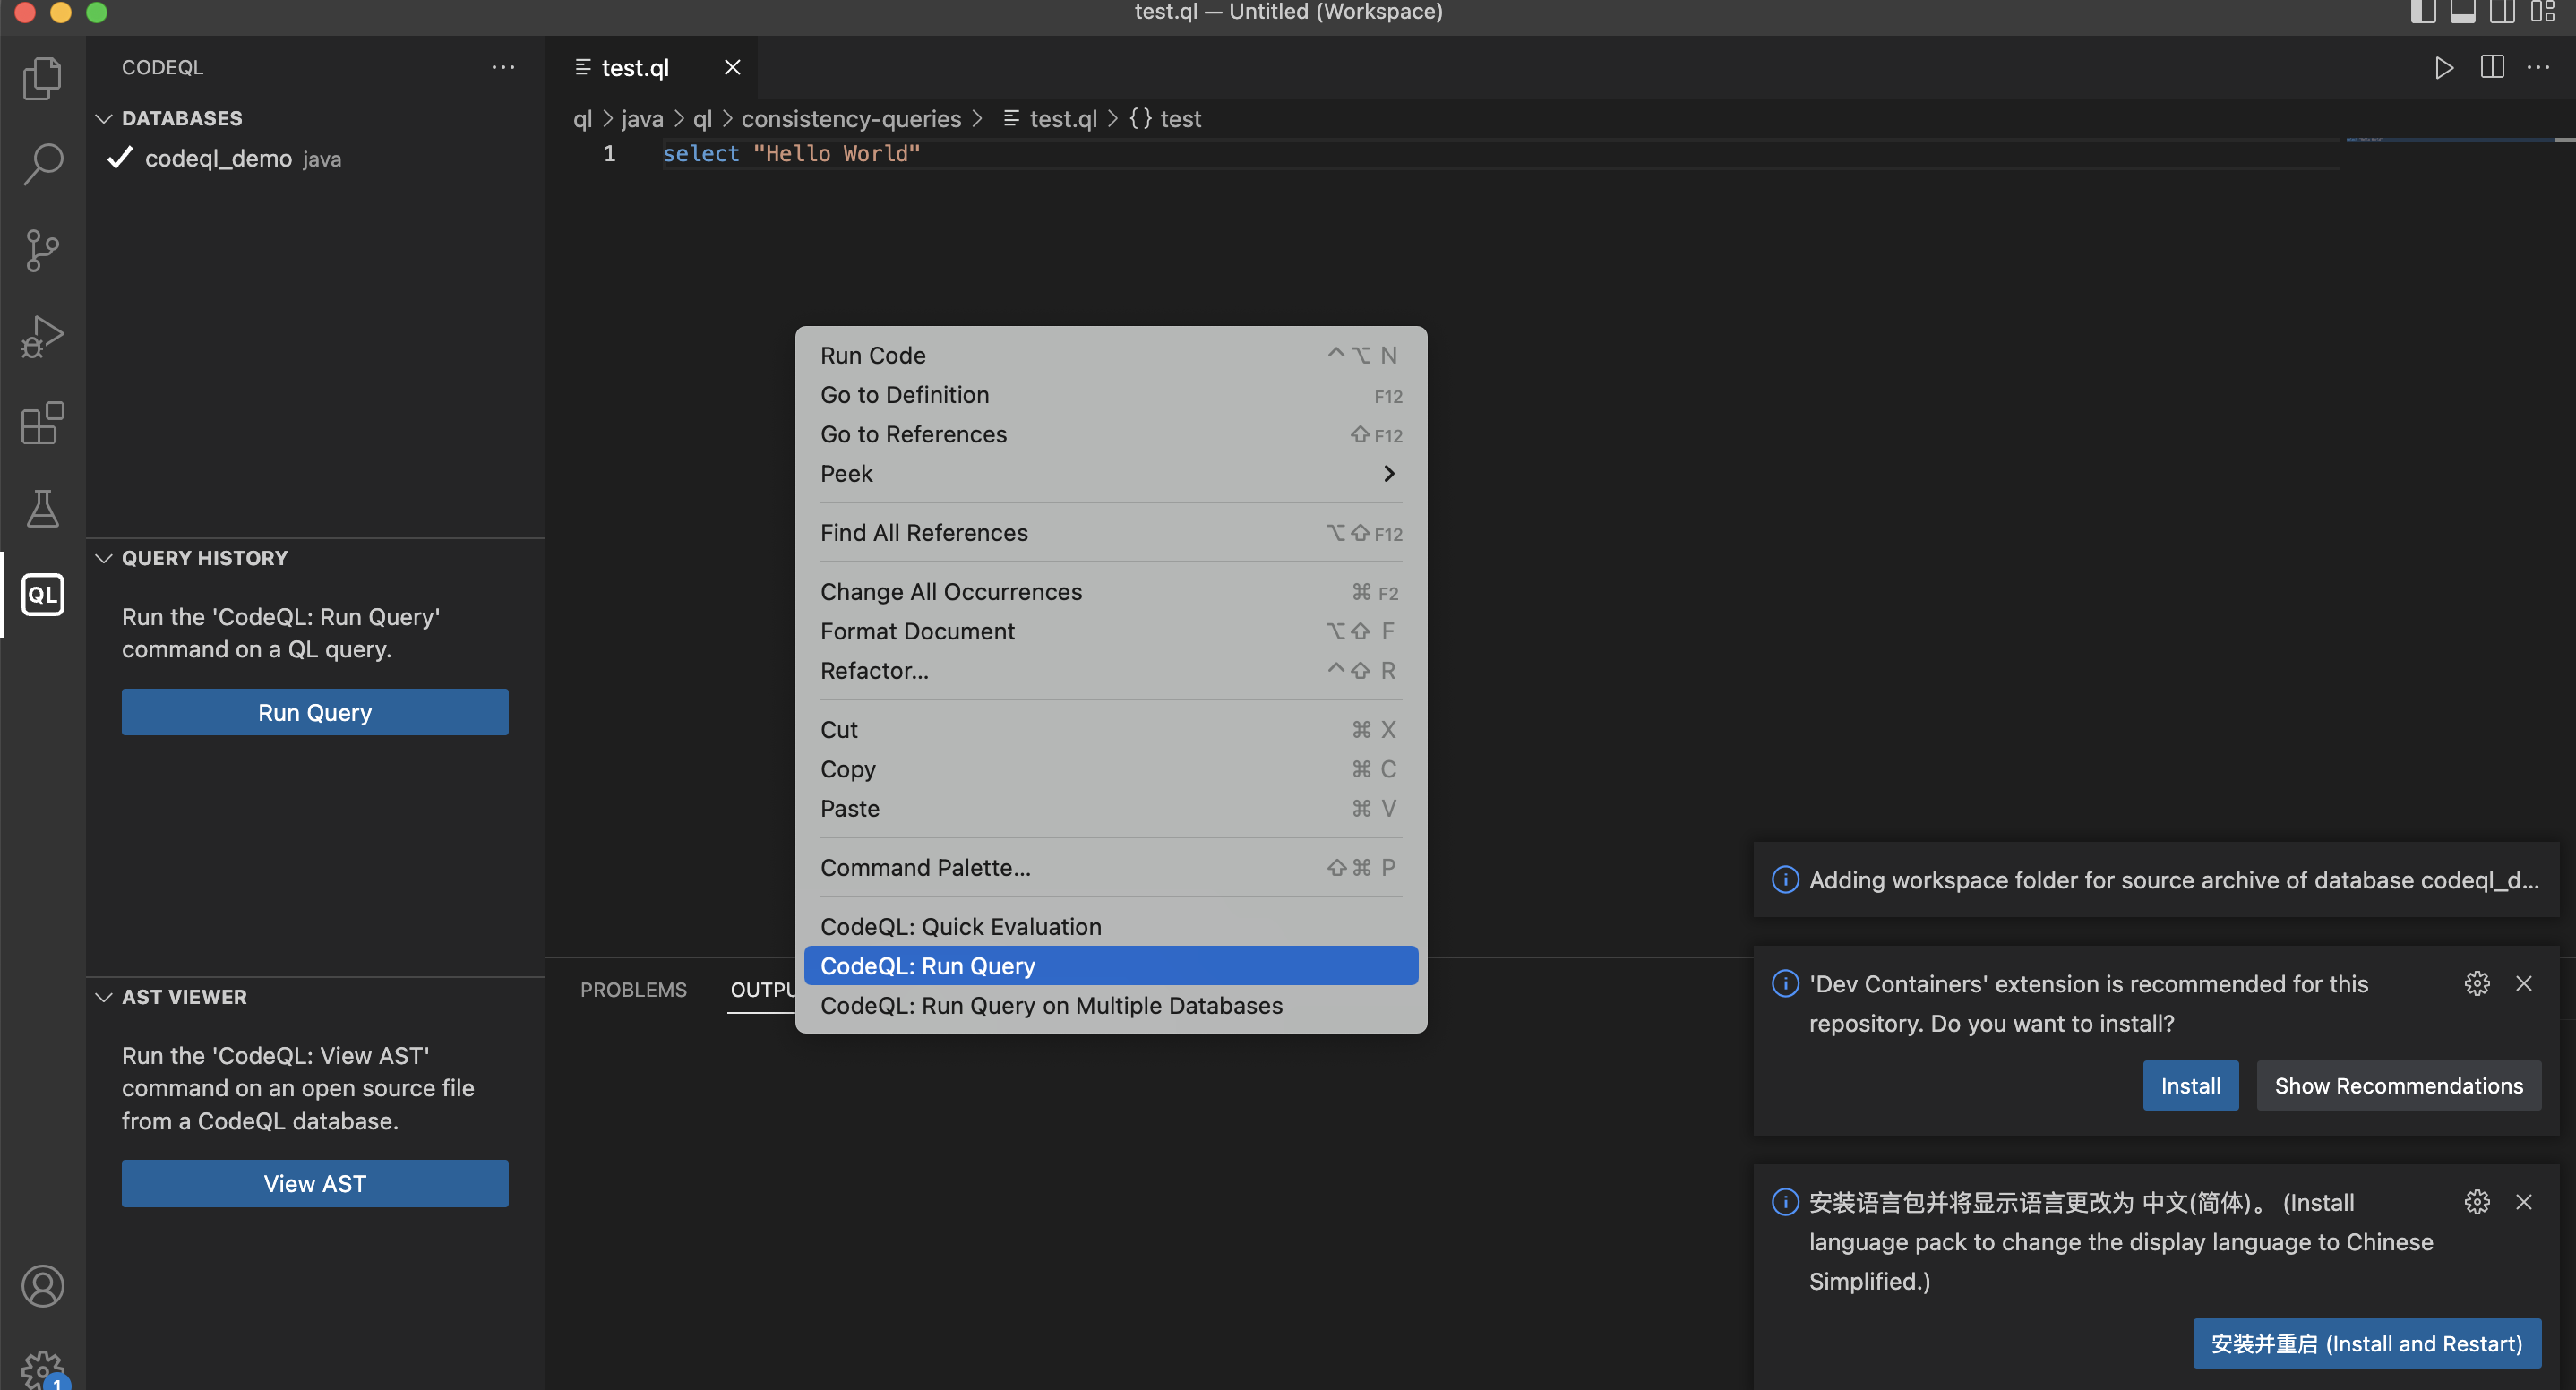 test.ql — Untitled (Workspace)
CODEQL
DATABASES
codeql_demo java
QL
QUERY HISTORY
Run the 'CodeQL: Run Query'
command on a QL query.
Run Query
AST VIEWER
Run the 'CodeQL: View AST'
command on an open source file
from a CodeQL database.
View AST
1
test.ql
ql > java > ql > consistency-queries > test.ql > {} test
1 select "Hello World"
Run Code ⌃⌥ N
Go to Definition F12
Go to References ⇧F12
Peek
Find All References ⌥⇧F12
Change All Occurrences ⌘ F2
Format Document ⌥⇧ F
Refactor... ⌃⇧ R
Cut ⌘ X
Copy ⌘ C
Paste ⌘ V
Command Palette... ⇧⌘ P
CodeQL: Quick Evaluation
CodeQL: Run Query
CodeQL: Run Query on Multiple Databases
PROBLEMS OUTPU
Adding workspace folder for source archive of database codeql_d...
'Dev Containers' extension is recommended for this
repository. Do you want to install?
Install Show Recommendations
安装语言包并将显示语言更改为 中文(简体)。 (Install
language pack to change the display language to Chinese
Simplified.)
安装并重启 (Install and Restart)